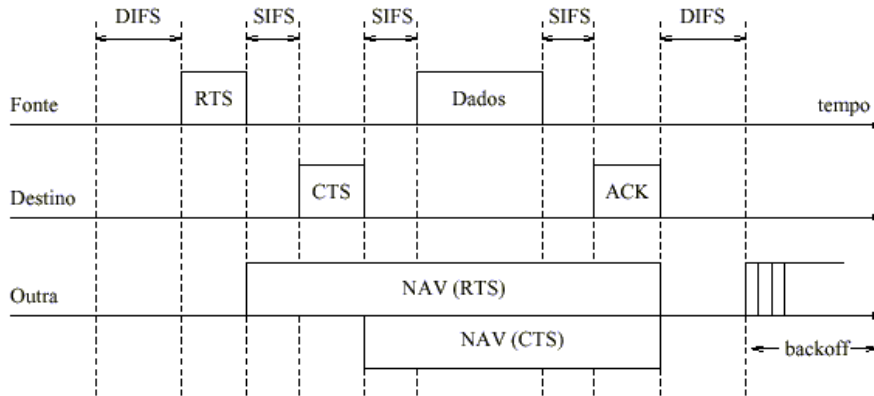 DIFS SIFS SIFS SIFS DIFS
Fonte RTS Dados tempo
Destino CTS ACK
Outra NAV (RTS)
NAV (CTS)
backoff